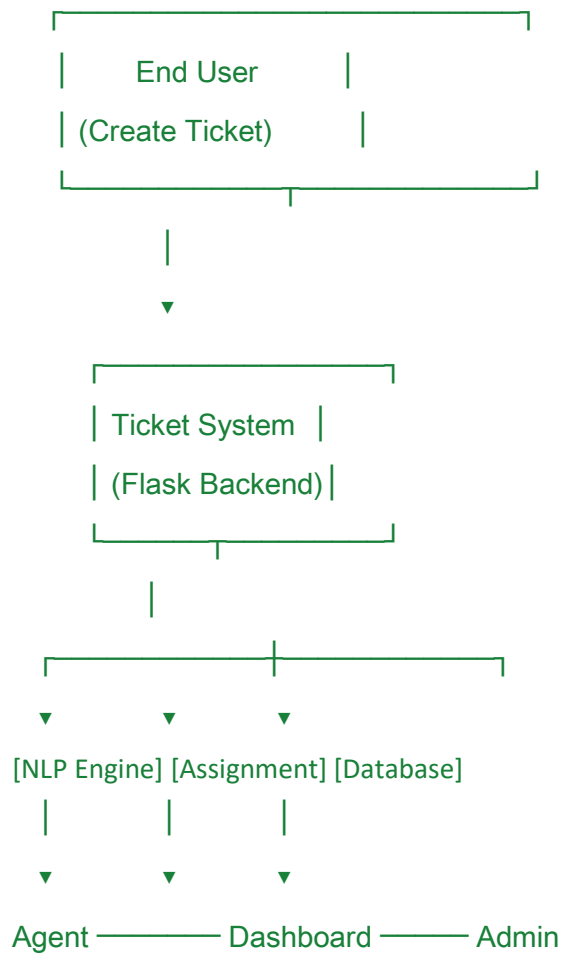 End User
(Create Ticket)
Ticket System
(Flask Backend)
[NLP Engine] [Assignment] [Database]
Agent ──────── Dashboard ───── Admin